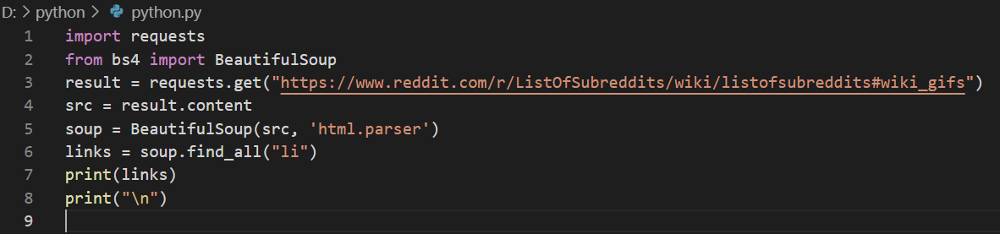 D: > python > python.py
1 import requests
2 from bs4 import BeautifulSoup
3 result = requests.get("https://www.reddit.com/r/ListOfSubreddits/wiki/listofsubreddits#wiki_gifs")
4 src = result.content
5 soup = BeautifulSoup(src, 'html.parser')
6 links = soup.find_all("li")
7 print(links)
8 print("\n")
9